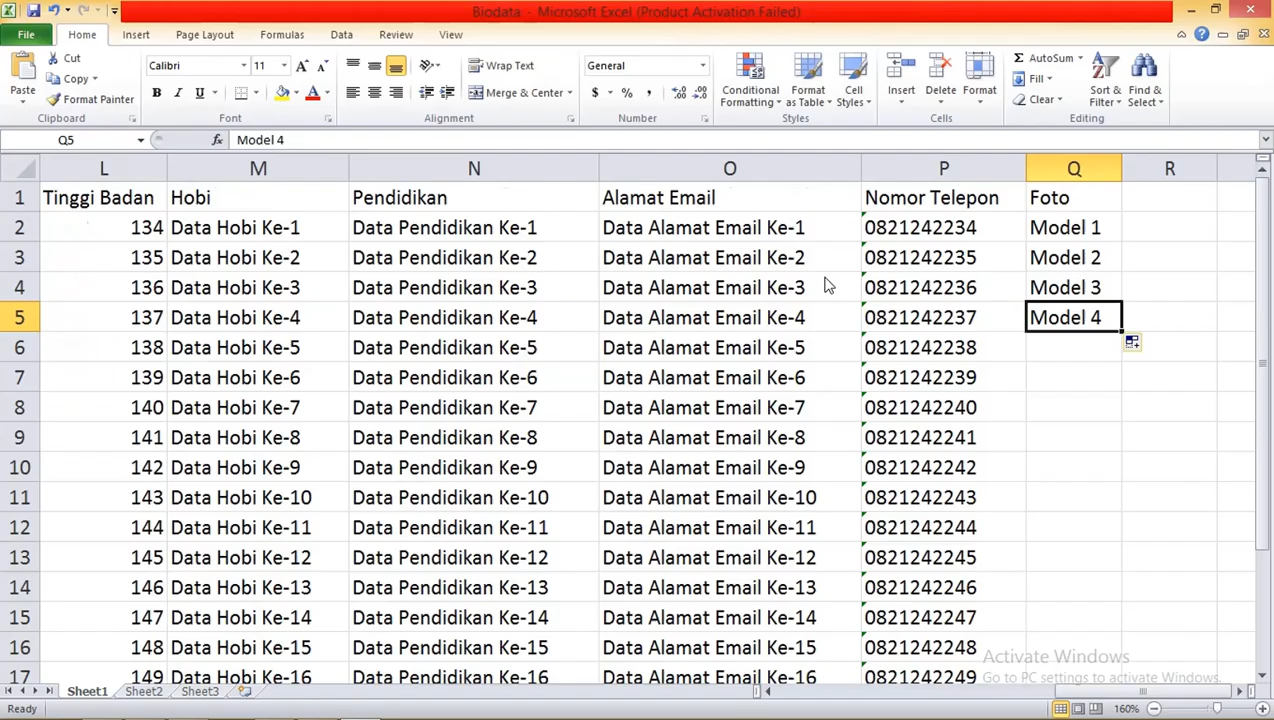 Biodata - Microsoft Excel (Product Activation Failed)
File Home Insert Page Layout Formulas Data Review View
Paste
Cut
Copy
Format Painter
Clipboard
Calibri 11
B I U
Font
Wrap Text
Merge & Center
Alignment
General
$ % ,
Number
Conditional Formatting
Format as Table
Cell Styles
Styles
Insert
Delete
Format
Cells
Σ AutoSum
Fill
Clear
Sort & Filter
Find & Select
Editing
Q5 fx Model 4
L M N O P Q R
1 Tinggi Badan Hobi Pendidikan Alamat Email Nomor Telepon Foto
2 134 Data Hobi Ke-1 Data Pendidikan Ke-1 Data Alamat Email Ke-1 0821242234 Model 1
3 135 Data Hobi Ke-2 Data Pendidikan Ke-2 Data Alamat Email Ke-2 0821242235 Model 2
4 136 Data Hobi Ke-3 Data Pendidikan Ke-3 Data Alamat Email Ke-3 0821242236 Model 3
5 137 Data Hobi Ke-4 Data Pendidikan Ke-4 Data Alamat Email Ke-4 0821242237 Model 4
6 138 Data Hobi Ke-5 Data Pendidikan Ke-5 Data Alamat Email Ke-5 0821242238
7 139 Data Hobi Ke-6 Data Pendidikan Ke-6 Data Alamat Email Ke-6 0821242239
8 140 Data Hobi Ke-7 Data Pendidikan Ke-7 Data Alamat Email Ke-7 0821242240
9 141 Data Hobi Ke-8 Data Pendidikan Ke-8 Data Alamat Email Ke-8 0821242241
10 142 Data Hobi Ke-9 Data Pendidikan Ke-9 Data Alamat Email Ke-9 0821242242
11 143 Data Hobi Ke-10 Data Pendidikan Ke-10 Data Alamat Email Ke-10 0821242243
12 144 Data Hobi Ke-11 Data Pendidikan Ke-11 Data Alamat Email Ke-11 0821242244
13 145 Data Hobi Ke-12 Data Pendidikan Ke-12 Data Alamat Email Ke-12 0821242245
14 146 Data Hobi Ke-13 Data Pendidikan Ke-13 Data Alamat Email Ke-13 0821242246
15 147 Data Hobi Ke-14 Data Pendidikan Ke-14 Data Alamat Email Ke-14 0821242247
16 148 Data Hobi Ke-15 Data Pendidikan Ke-15 Data Alamat Email Ke-15 0821242248
17 149 Data Hobi Ke-16 Data Pendidikan Ke-16 Data Alamat Email Ke-16 0821242249
Activate Windows
Go to PC settings to activate Windows.
Sheet1 Sheet2 Sheet3
Ready 160%